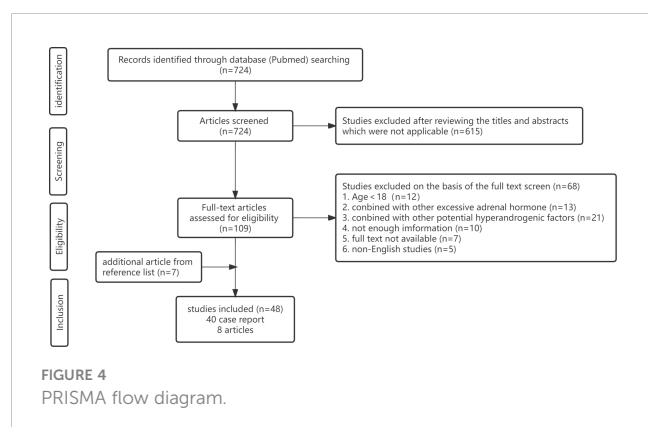 identification
Records identified through database (Pubmed) searching
(n=724)
Articles screened
(n=724)
Studies excluded after reviewing the titles and abstracts
which were not applicable (n=615)
Screening
Full-text articles
assessed for eligibility
(n=109)
Studies excluded on the basis of the full text screen (n=68)
1. Age<18 (n=12)
2. conbined with other excessive adrenal hormone (n=13)
3. conbined with other potential hyperandrogenic factors (n=21)
4. not enough imformation (n=10)
5. full text not available (n=7)
6. non-English studies (n=5)
Eligibility
additional article from
reference list (n=7)
Inclusion
studies included (n=48)
40 case report
8 articles
FIGURE 4
PRISMA flow diagram.